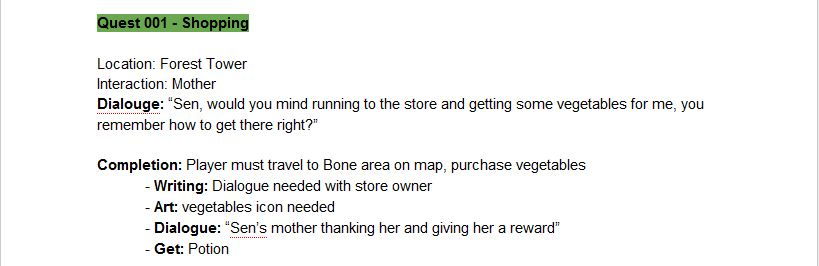 Quest 001 - Shopping
Location: Forest Tower
Interaction: Mother
Dialouge: “Sen, would you mind running to the store and getting some vegetables for me, you
remember how to get there right?”
Completion: Player must travel to Bone area on map, purchase vegetables
- Writing: Dialogue needed with store owner
- Art: vegetables icon needed
- Dialogue: “Sen’s mother thanking her and giving her a reward”
- Get: Potion